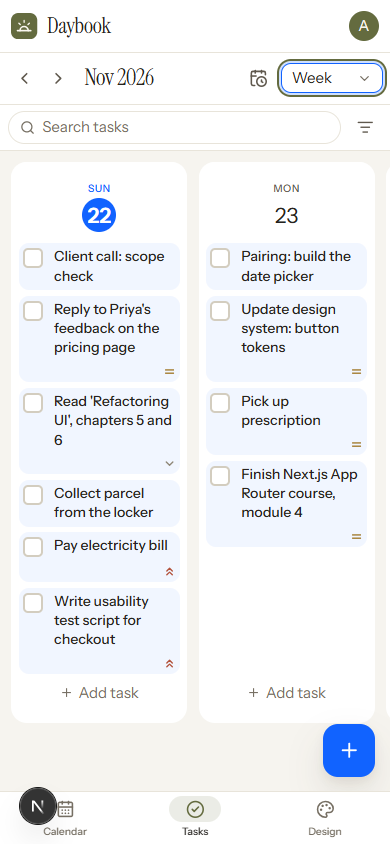 Daybook
A
Nov 2026
Week
Search tasks
SUN
22
Client call: scope
check
Reply to Priya's
feedback on the
pricing page
Read 'Refactoring
UI', chapters 5 and
6
Collect parcel
from the locker
Pay electricity bill
Write usability
test script for
checkout
+ Add task
MON
23
Pairing: build the
date picker
Update design
system: button
tokens
Pick up
prescription
Finish Next.js App
Router course,
module 4
+ Add task
N
Calendar
Tasks
Design